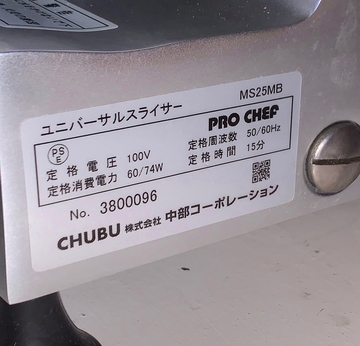 ユニバーサルスライサー MS25MB
PRO CHEF
PS
E
定格電圧 100V 定格周波数 50/60Hz
定格消費電力 60/74W 定格時間 15分
No. 3800096
CHUBU 株式会社 中部コーポレーション